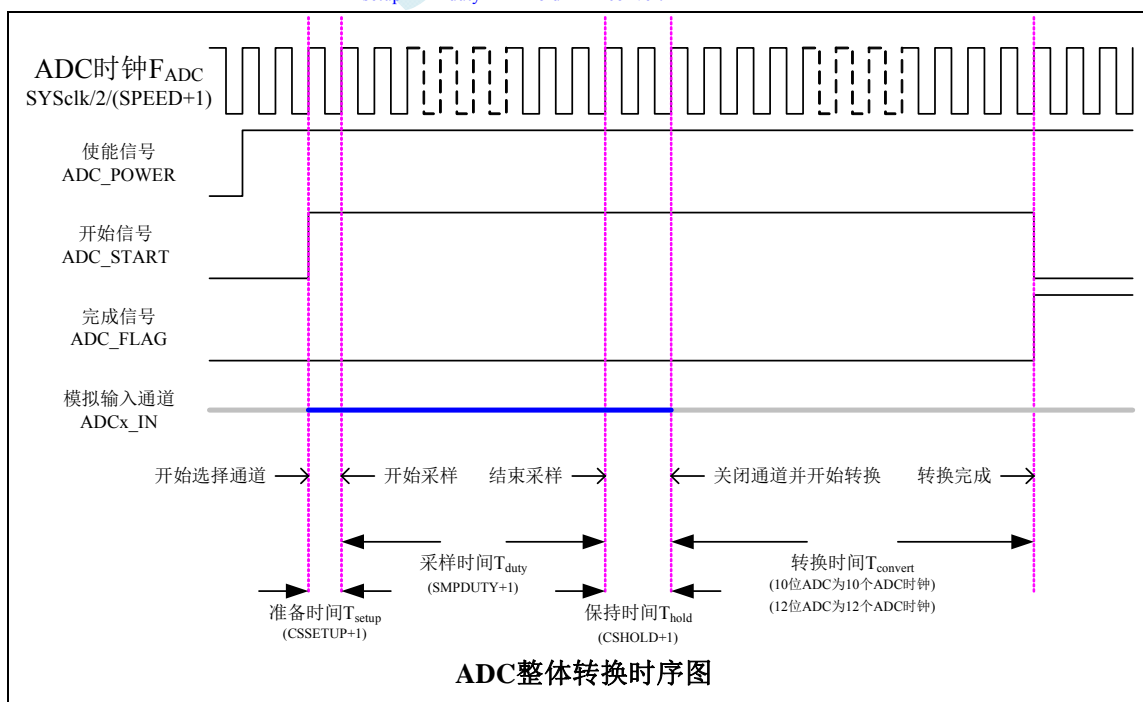 ADC时钟F_ADC
SYSclk/2/(SPEED+1)
使能信号
ADC_POWER
开始信号
ADC_START
完成信号
ADC_FLAG
模拟输入通道
ADCx_IN
开始选择通道 开始采样 结束采样 关闭通道并开始转换 转换完成
采样时间T_duty
(SMPDUTY+1)
转换时间T_convert
(10位ADC为10个ADC时钟)
(12位ADC为12个ADC时钟)
准备时间T_setup
(CSSETUP+1)
保持时间T_hold
(CSHOLD+1)
ADC整体转换时序图